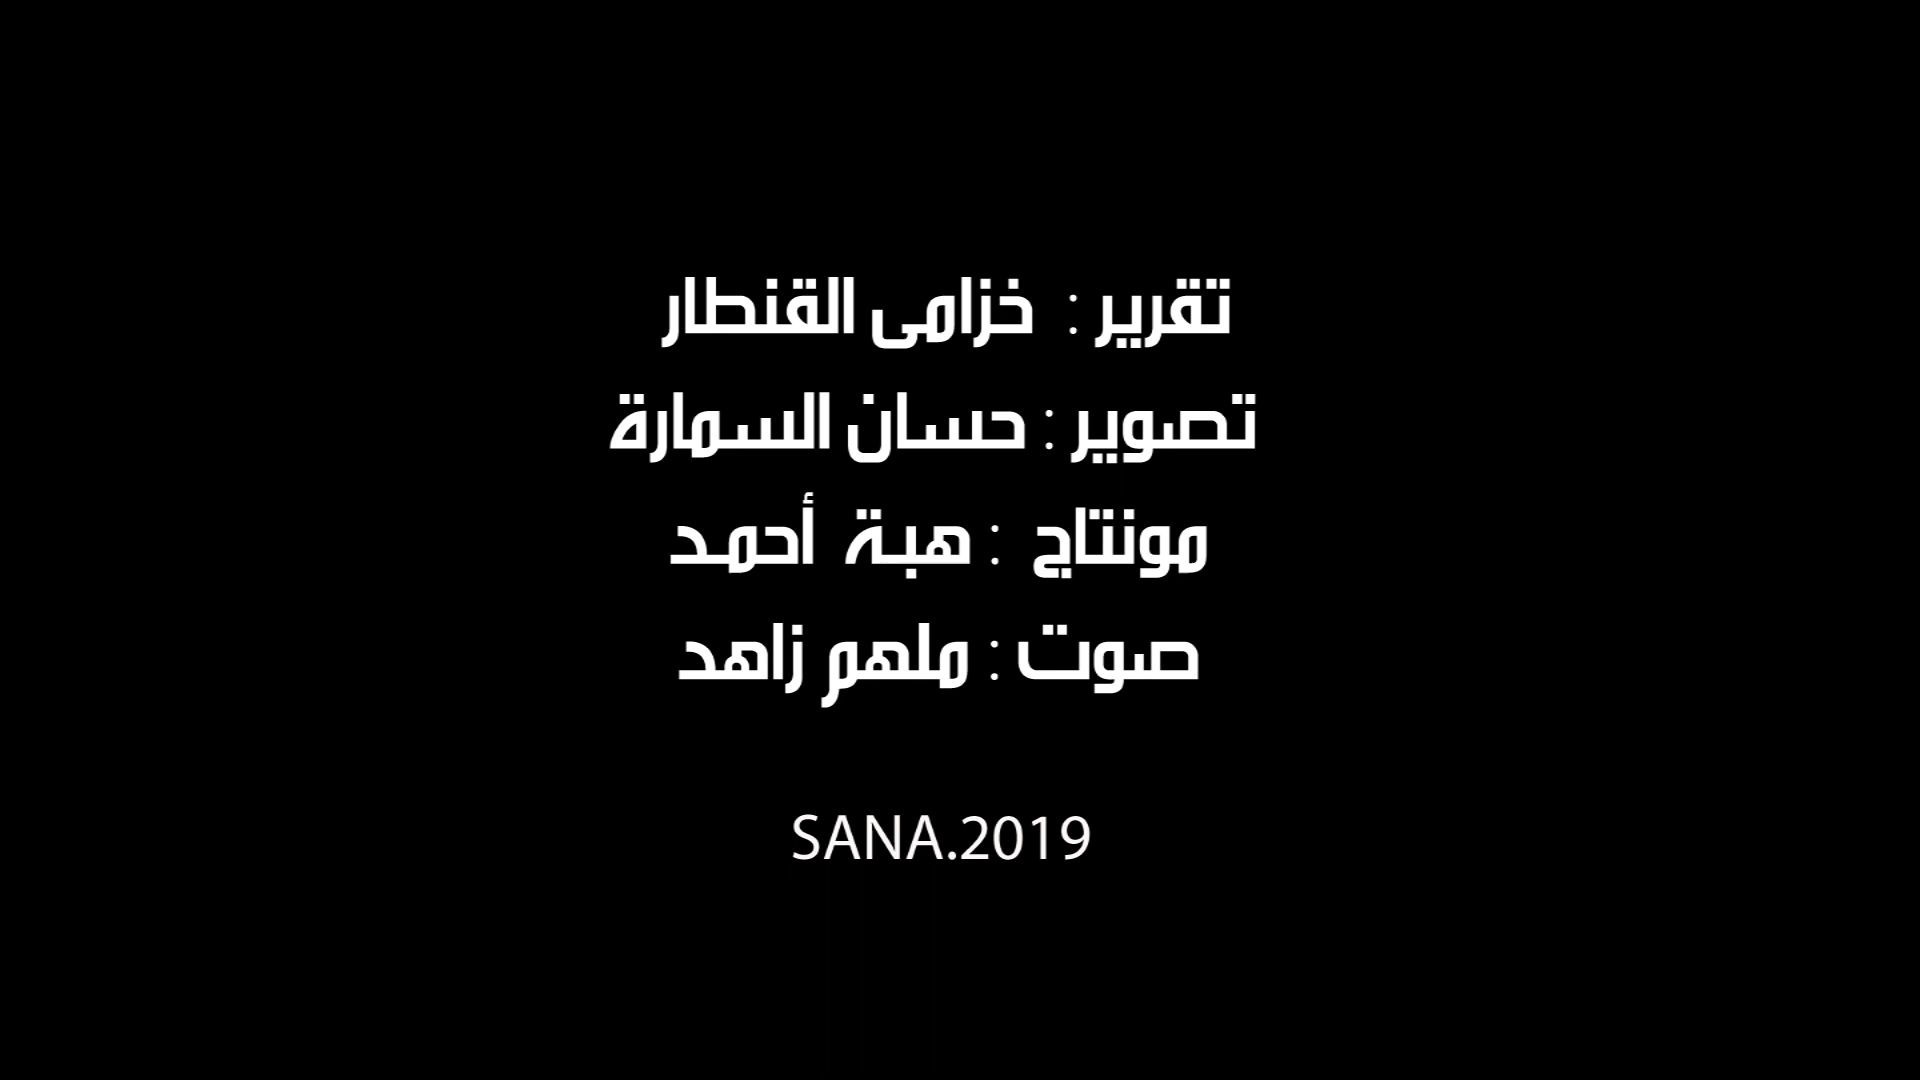 تقرير : خزامى القنطار
تصوير : حسان السمارة
مونتاج : هبة أحمد
صوت : ملهم زاهد
SANA.2019